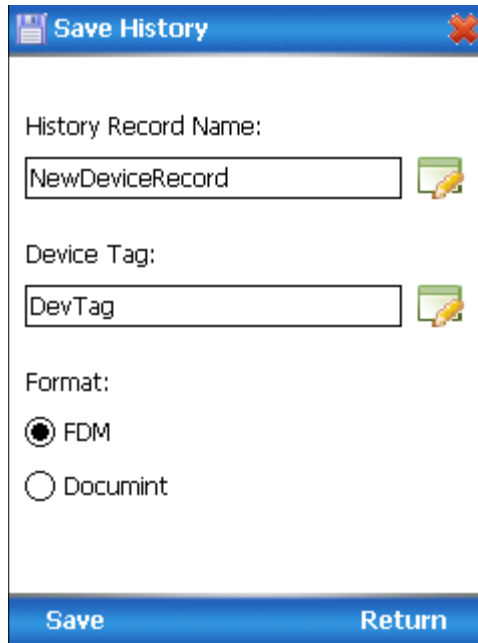 Save History
History Record Name:
NewDeviceRecord
Device Tag:
DevTag
Format:
FDM
Documint
Save Return